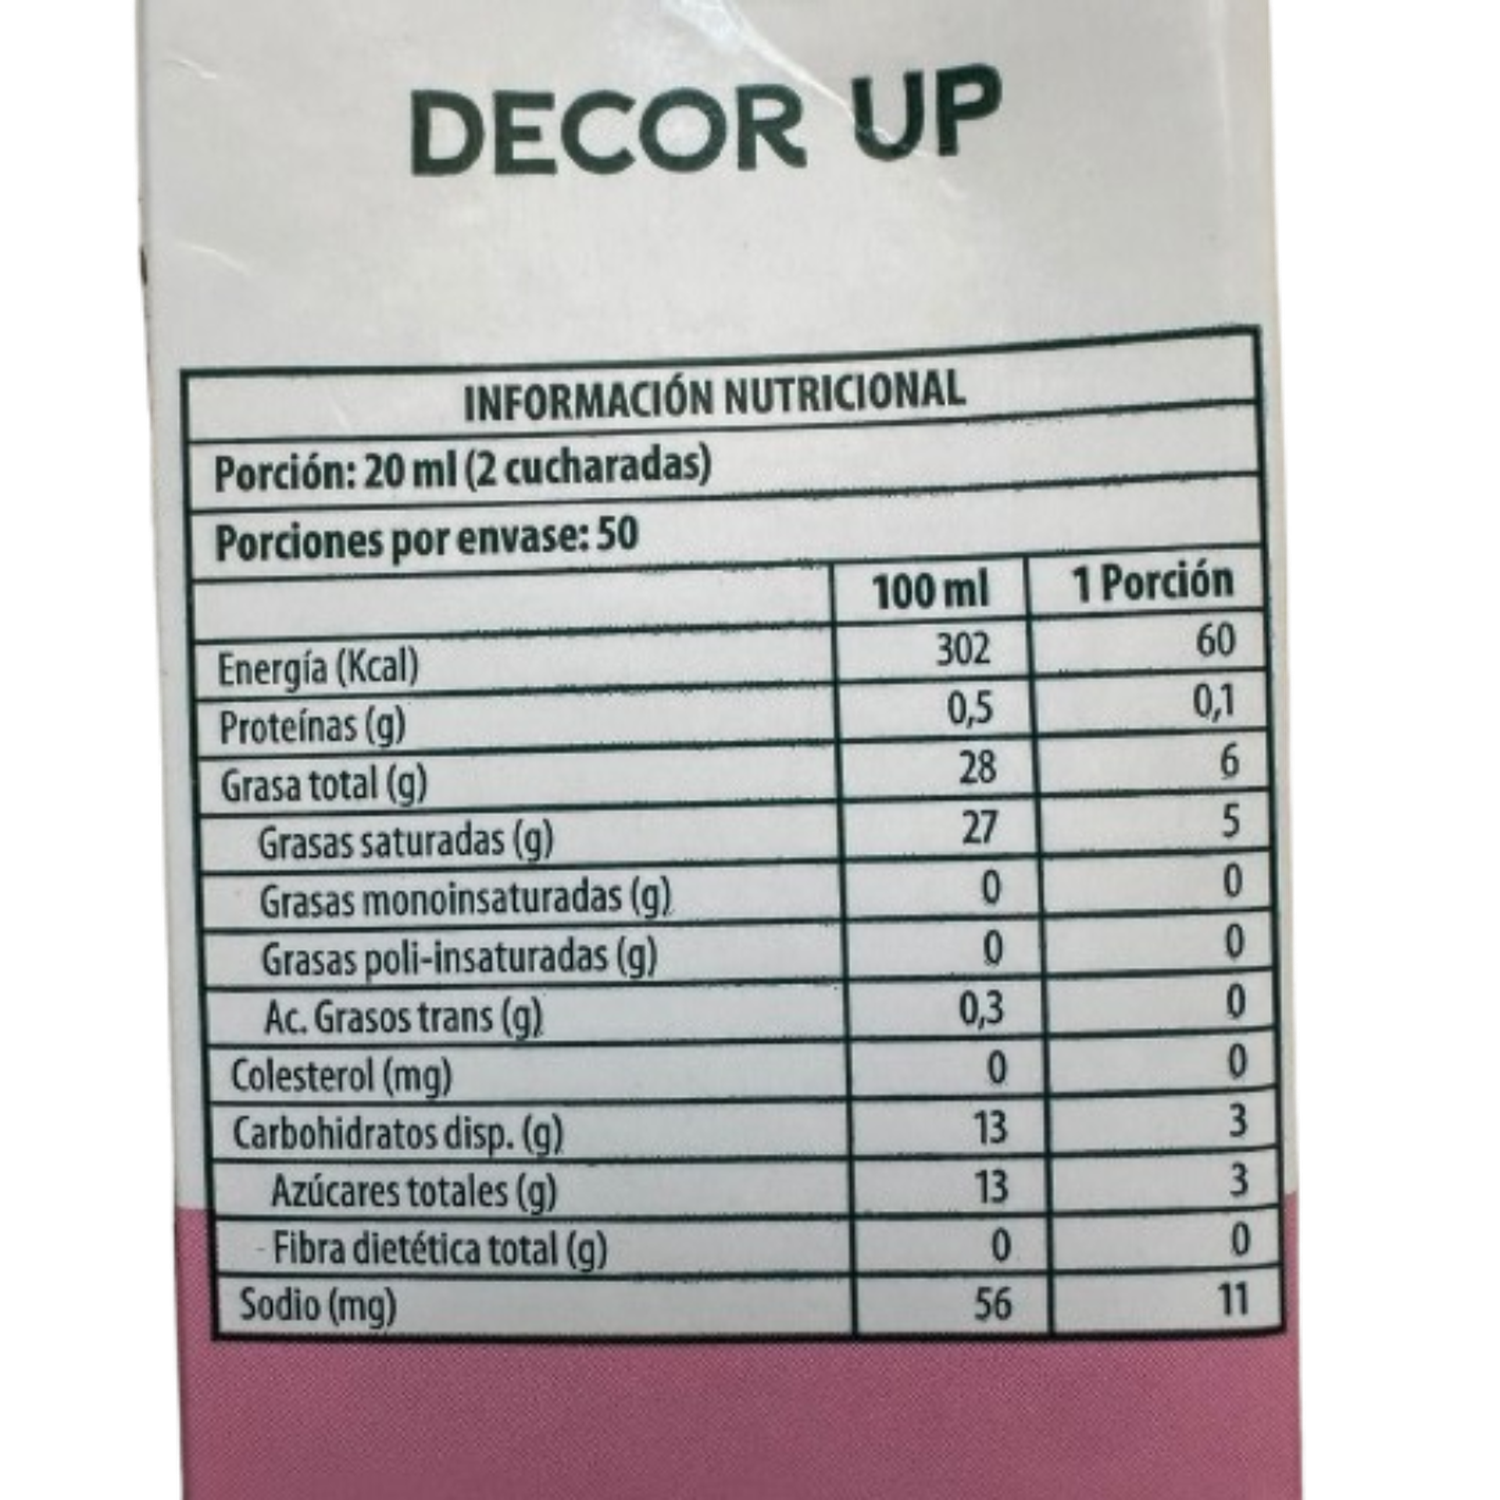 DECOR UP
INFORMACIÓN NUTRICIONAL
Porción: 20 ml (2 cucharadas)
Porciones por envase: 50
100 ml 1 Porción
Energía (Kcal) 302 60
Proteínas (g) 0,5 0,1
Grasa total (g) 28 6
Grasas saturadas (g) 27 5
Grasas monoinsaturadas (g) 0 0
Grasas poli-insaturadas (g) 0 0
Ac. Grasos trans (g) 0,3 0
Colesterol (mg) 0 0
Carbohidratos disp. (g) 13 3
Azúcares totales (g) 13 3
Fibra dietética total (g) 0 0
Sodio (mg) 56 11